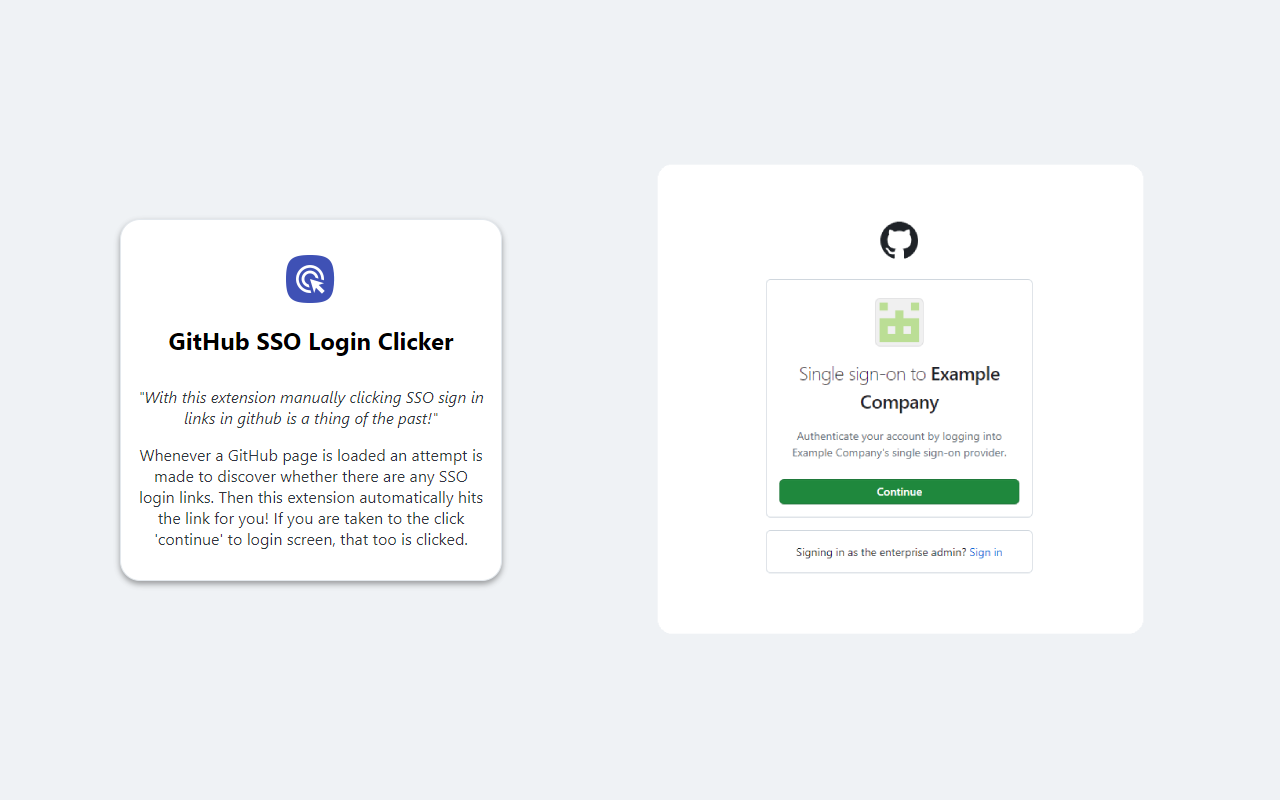 GitHub SSO Login Clicker
"With this extension manually clicking SSO sign in
links in github is a thing of the past!"
Whenever a GitHub page is loaded an attempt is
made to discover whether there are any SSO
login links. Then this extension automatically hits
the link for you! If you are taken to the click
'continue' to login screen, that too is clicked.
Single sign-on to Example
Company
Authenticate your account by logging into
Example Company's single sign-on provider.
Continue
Signing in as the enterprise admin? Sign in